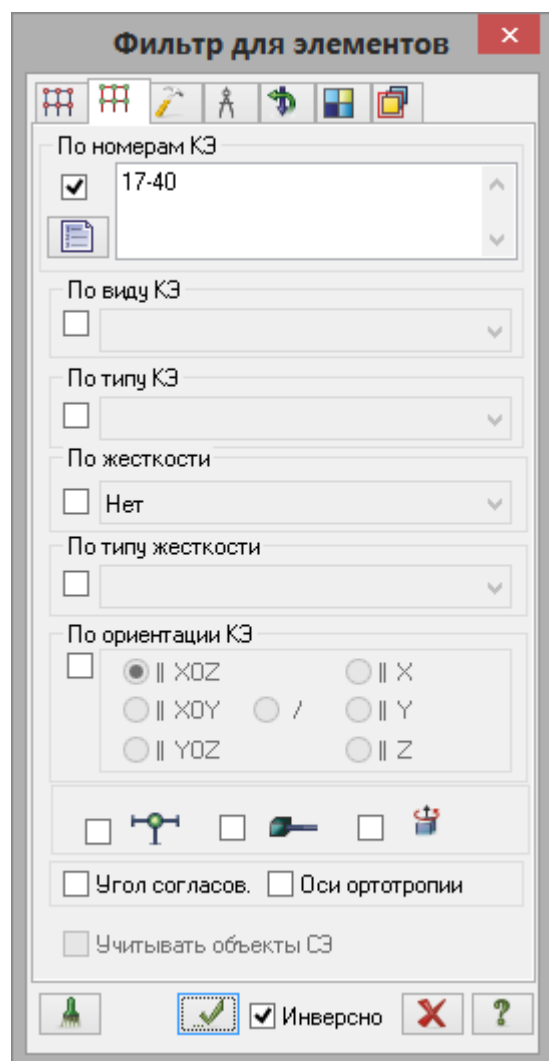 Фильтр для элементов
По номерам КЭ
17-40
По виду КЭ
По типу КЭ
По жесткости
Нет
По типу жесткости
По ориентации КЭ
|| XOZ || X
|| XOY / || Y
|| YOZ || Z
Угол согласов. Оси ортотропии
Учитывать объекты СЭ
Инверсно ?